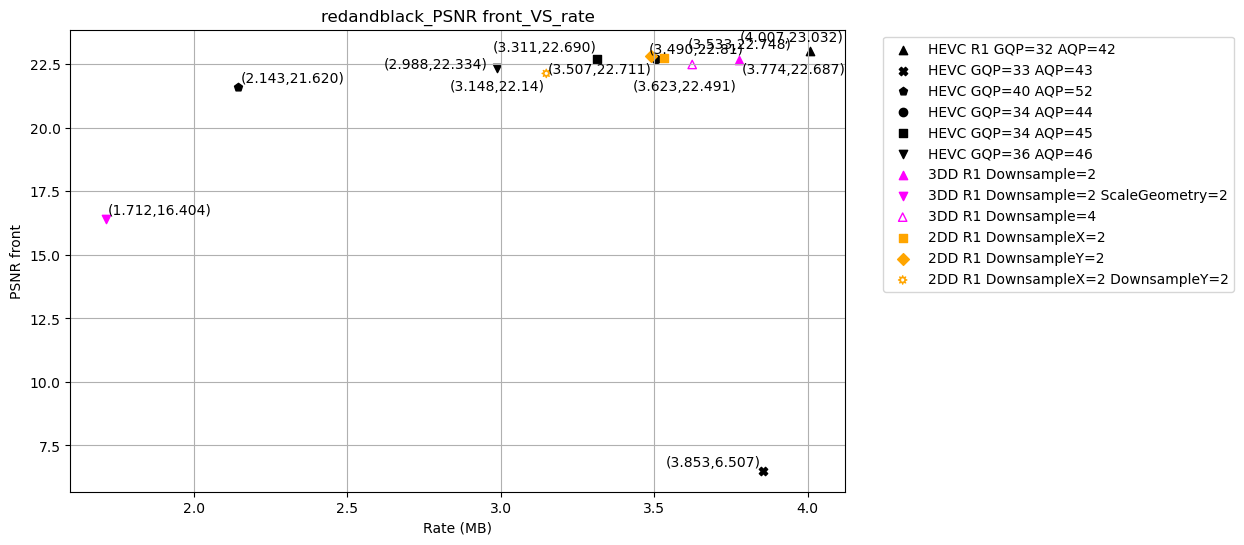 redandblack_PSNR front_VS_rate
PSNR front
22.5
20.0
17.5
15.0
12.5
10.0
7.5
2.0
2.5
3.0
3.5
4.0
Rate (MB)
(4.007,23.032)
(3.533,22.748)
(3.311,22.690)
(3.490,22.81)
(2.988,22.334)
(3.507,22.711)
(3.774,22.687)
(2.143,21.620)
(3.148,22.14)
(3.623,22.491)
(1.712,16.404)
(3.853,6.507)
HEVC R1 GQP=32 AQP=42
HEVC GQP=33 AQP=43
HEVC GQP=40 AQP=52
HEVC GQP=34 AQP=44
HEVC GQP=34 AQP=45
HEVC GQP=36 AQP=46
3DD R1 Downsample=2
3DD R1 Downsample=2 ScaleGeometry=2
3DD R1 Downsample=4
2DD R1 DownsampleX=2
2DD R1 DownsampleY=2
2DD R1 DownsampleX=2 DownsampleY=2